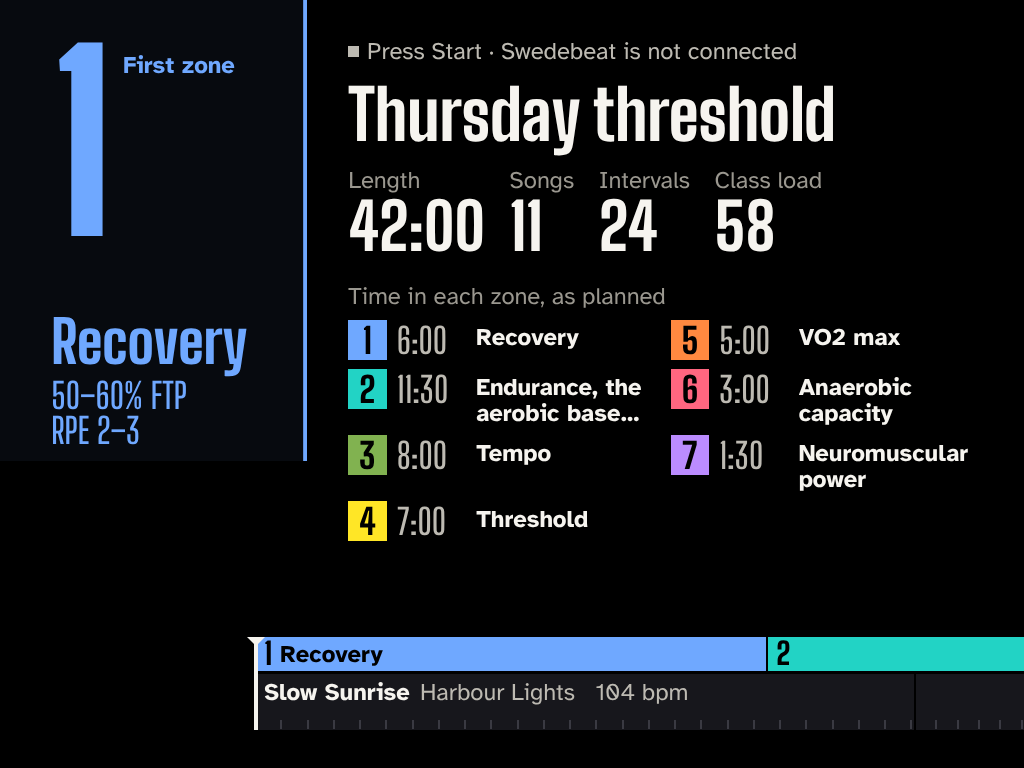 1 First zone
Recovery
50–60% FTP
RPE 2–3
Press Start · Swedebeat is not connected
Thursday threshold
Length Songs Intervals Class load
42:00 11 24 58
Time in each zone, as planned
1 6:00 Recovery
2 11:30 Endurance, the
aerobic base…
3 8:00 Tempo
4 7:00 Threshold
5 5:00 VO2 max
6 3:00 Anaerobic
capacity
7 1:30 Neuromuscular
power
1 Recovery 2
Slow Sunrise Harbour Lights 104 bpm